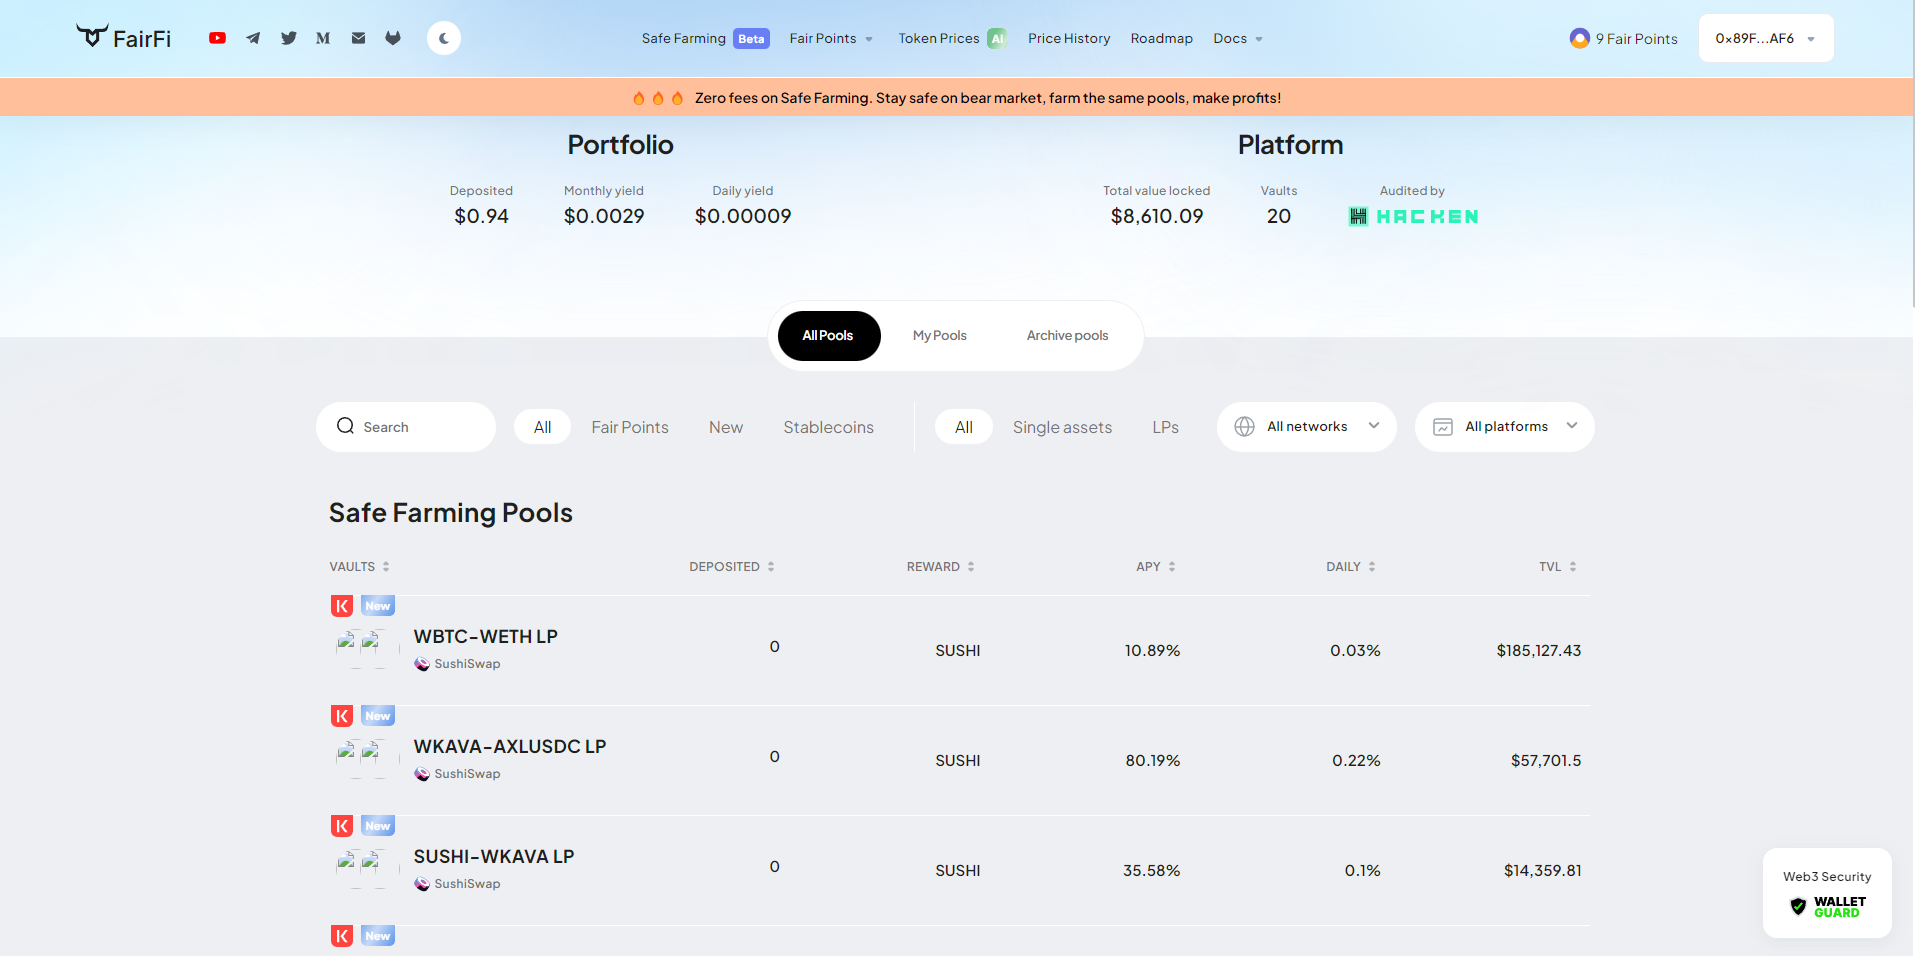 FairFi
Safe Farming Beta
Fair Points
Token Prices AI
Price History
Roadmap
Docs
9 Fair Points
0x89F...AF6
Zero fees on Safe Farming. Stay safe on bear market, farm the same pools, make profits!
Portfolio
Deposited
Monthly yield
Daily yield
$0.94
$0.0029
$0.00009
Platform
Total value locked
Vaults
Audited by
$8,610.09
20
HACKEN
All Pools
My Pools
Archive pools
Search
All
Fair Points
New
Stablecoins
All
Single assets
LPs
All networks
All platforms
Safe Farming Pools
VAULTS
DEPOSITED
REWARD
APY
DAILY
TVL
New
WBTC-WETH LP
SushiSwap
0
SUSHI
10.89%
0.03%
$185,127.43
New
WKAVA-AXLUSDC LP
SushiSwap
0
SUSHI
80.19%
0.22%
$57,701.5
New
SUSHI-WKAVA LP
SushiSwap
0
SUSHI
35.58%
0.1%
$14,359.81
New
Web3 Security
WALLET
GUARD